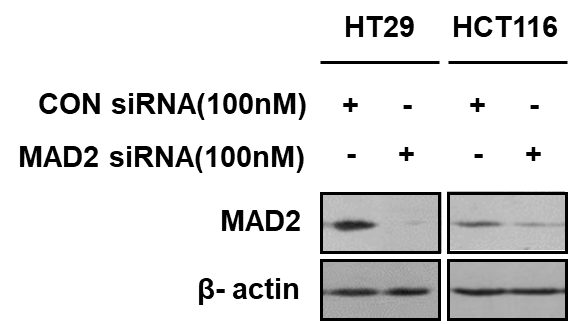 HT29 HCT116
CON siRNA(100nM) + - + -
MAD2 siRNA(100nM) - + - +
MAD2
β- actin